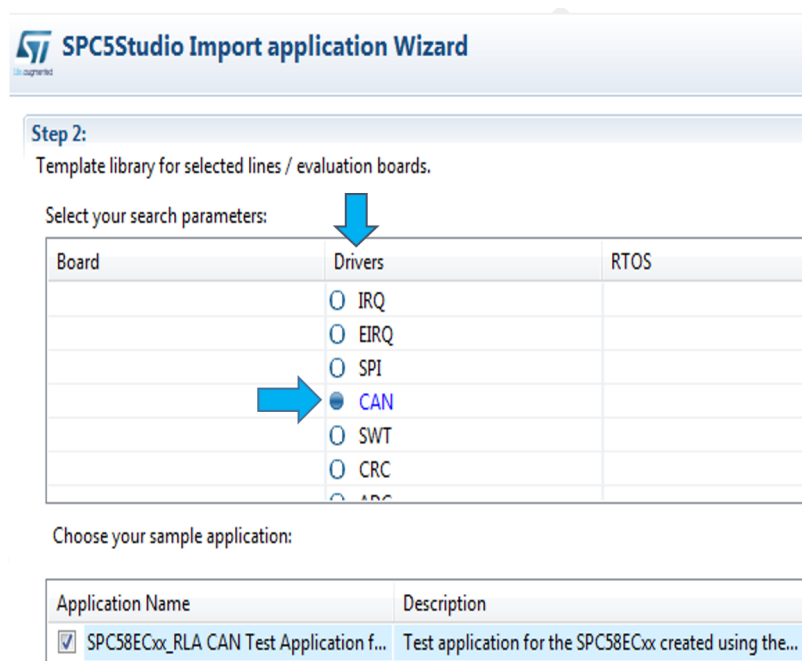 SPC5Studio Import application Wizard
Step 2:
Template library for selected lines / evaluation boards.
Select your search parameters:
Board Drivers RTOS
IRQ
EIRQ
SPI
CAN
SWT
CRC
ADC
Choose your sample application:
Application Name Description
SPC58ECxx_RLA CAN Test Application f... Test application for the SPC58ECxx created using the...